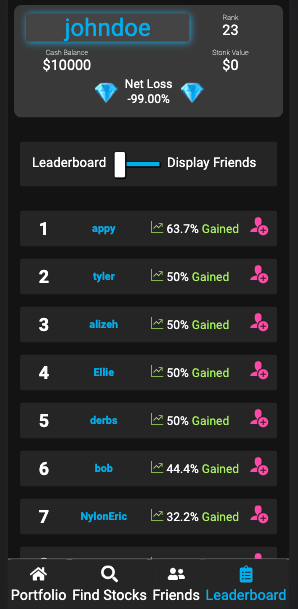 johndoe
Rank
23
Cash Balance
$10000
Stonk Value
$0
Net Loss
-99.00%
Leaderboard Display Friends
1 appy 63.7% Gained
2 tyler 50% Gained
3 alizeh 50% Gained
4 Ellie 50% Gained
5 derbs 50% Gained
6 bob 44.4% Gained
7 NylonEric 32.2% Gained
Portfolio Find Stocks Friends Leaderboard